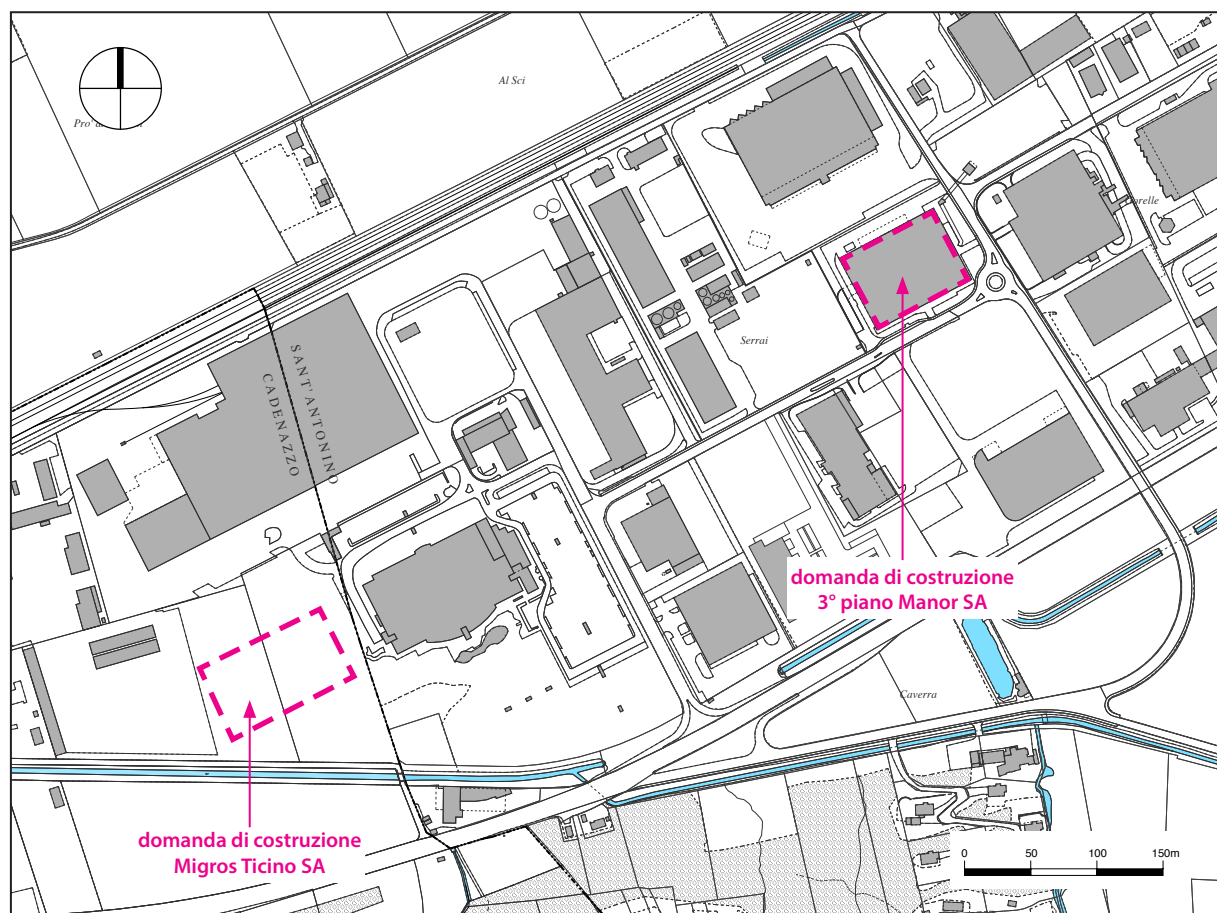 Al Sci
Serrai
SANT'ANTONINO
CADENAZZO
domanda di costruzione
3° piano Manor SA
Caverra
domanda di costruzione
Migros Ticino SA
0 50 100 150m